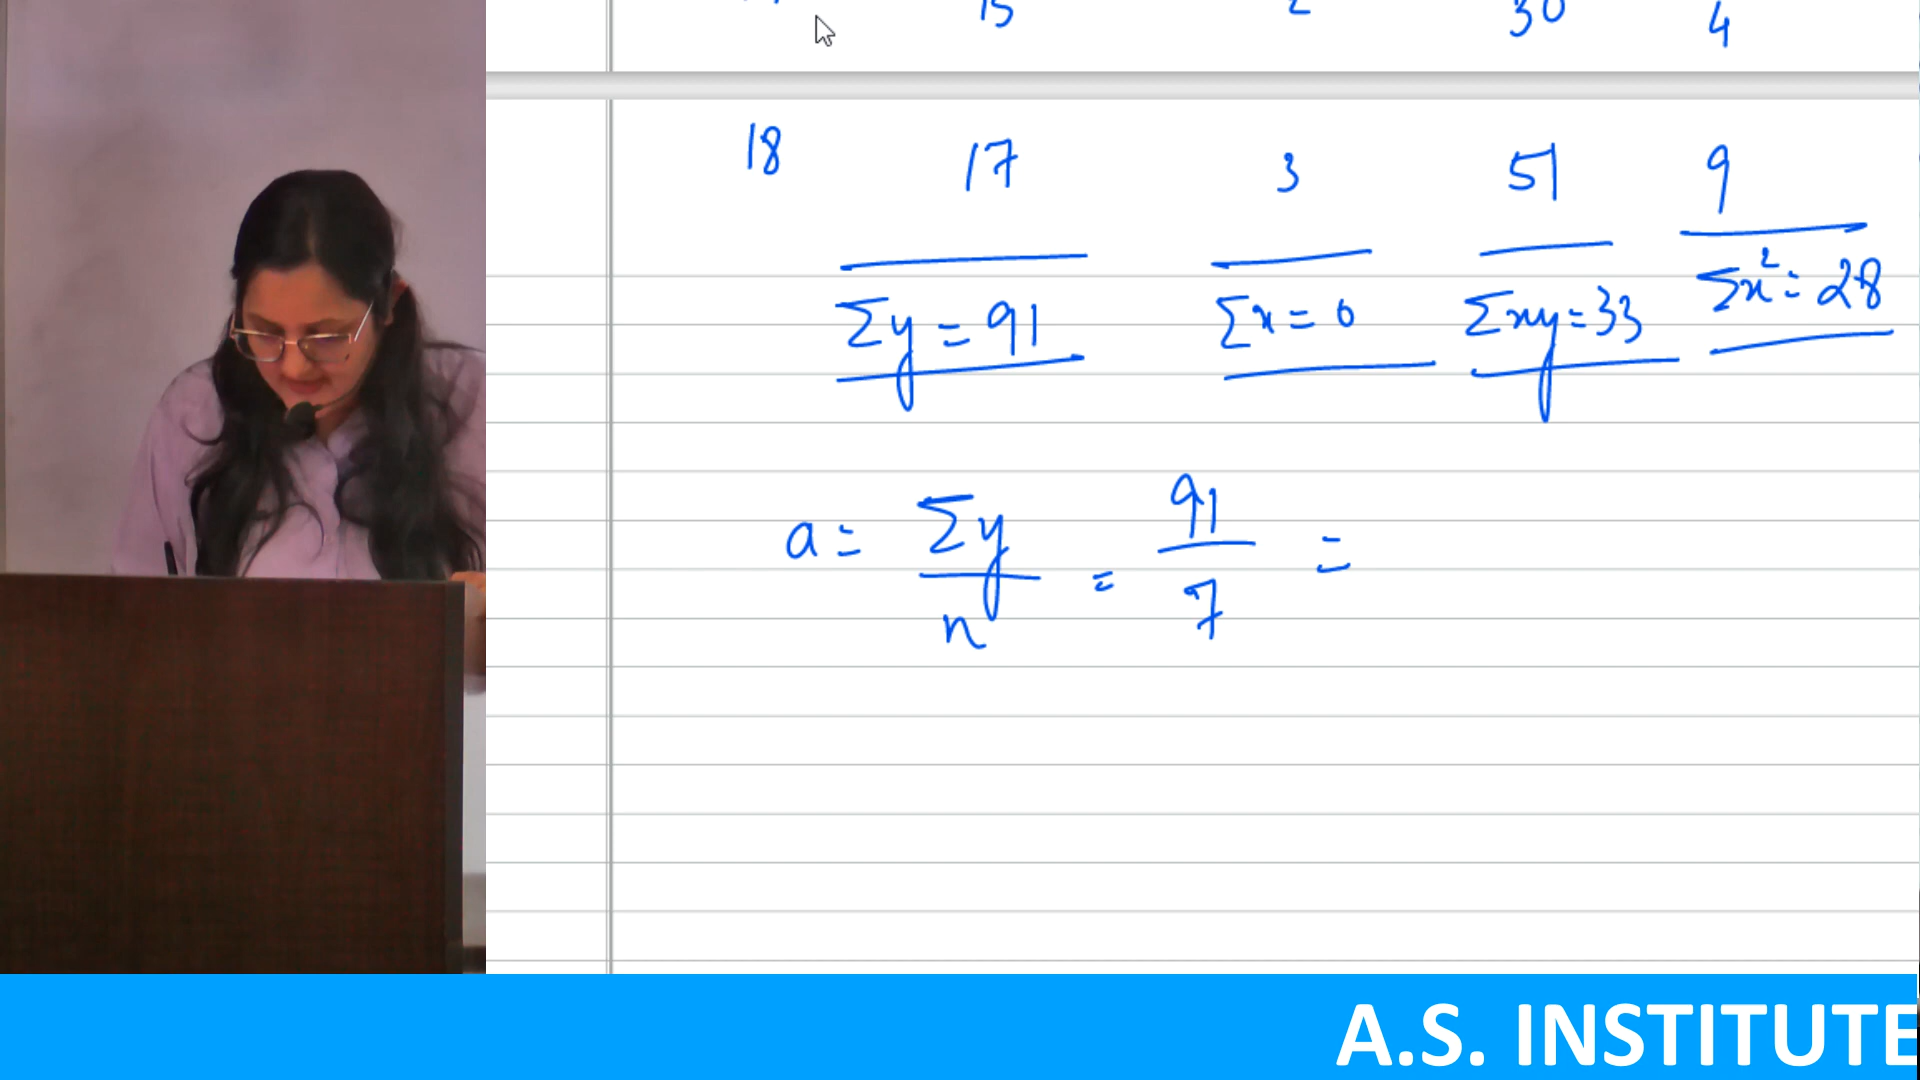 15 2 30 4
18 17 3 51 9
Σy = 91 Σx = 0 Σxy = 33 Σx² = 28
a = Σy/n = 91/7 =
A.S. INSTITUTE